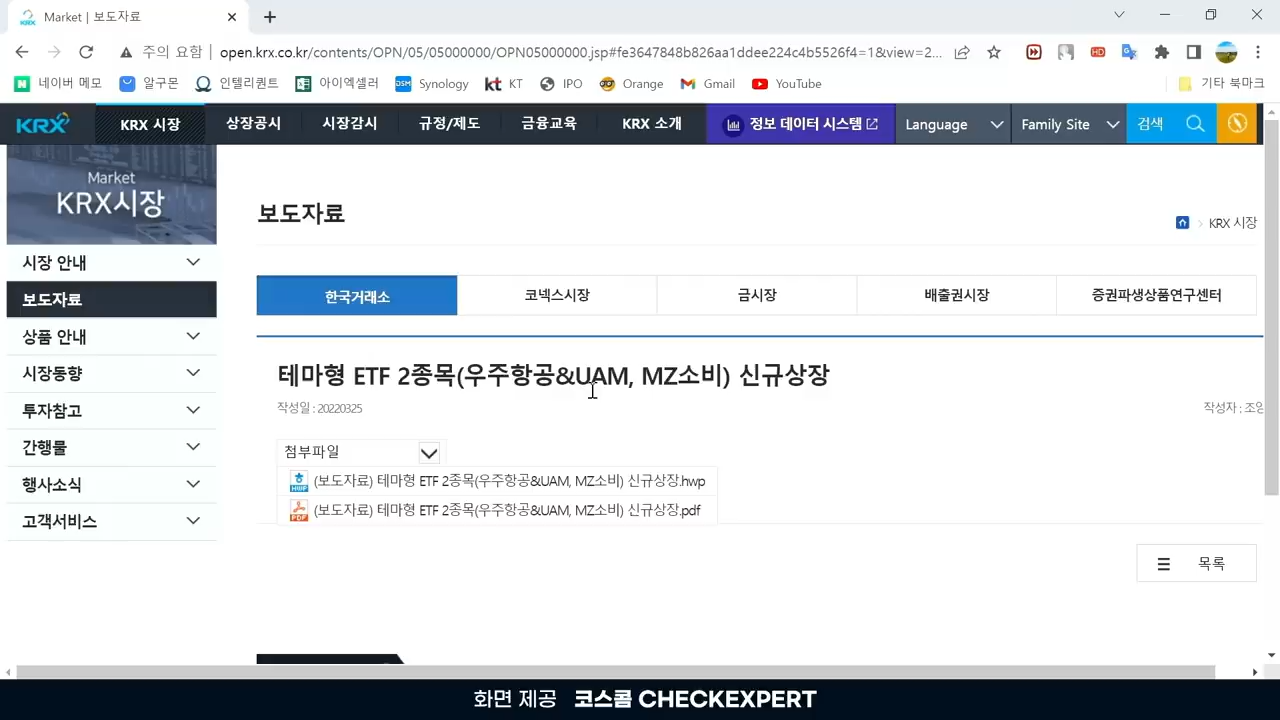 KRX Market | 보도자료
주의 요함 | open.krx.co.kr/contents/OPN/05/05000000/OPN05000000.jsp#fe3647848b826aa1ddee224c4b5526f4=1&view=2...
N 네이버 메모 알구몬 인텔리퀀트 아이엑셀러 DSM Synology kt KT IPO Orange Gmail YouTube 기타 북마크
KRX KRX 시장 상장공시 시장감시 규정/제도 금융교육 KRX 소개 정보 데이터 시스템 Language Family Site 검색
Market
KRX시장
시장 안내
보도자료
상품 안내
시장동향
투자참고
간행물
행사소식
고객서비스
보도자료
KRX 시장
한국거래소 코넥스시장 금시장 배출권시장 증권파생상품연구센터
테마형 ETF 2종목(우주항공&UAM, MZ소비) 신규상장
작성일 : 20220325 작성자 : 조영
첨부파일
HWP (보도자료) 테마형 ETF 2종목(우주항공&UAM, MZ소비) 신규상장.hwp
PDF (보도자료) 테마형 ETF 2종목(우주항공&UAM, MZ소비) 신규상장.pdf
목록
화면 제공 코스콤 CHECKEXPERT